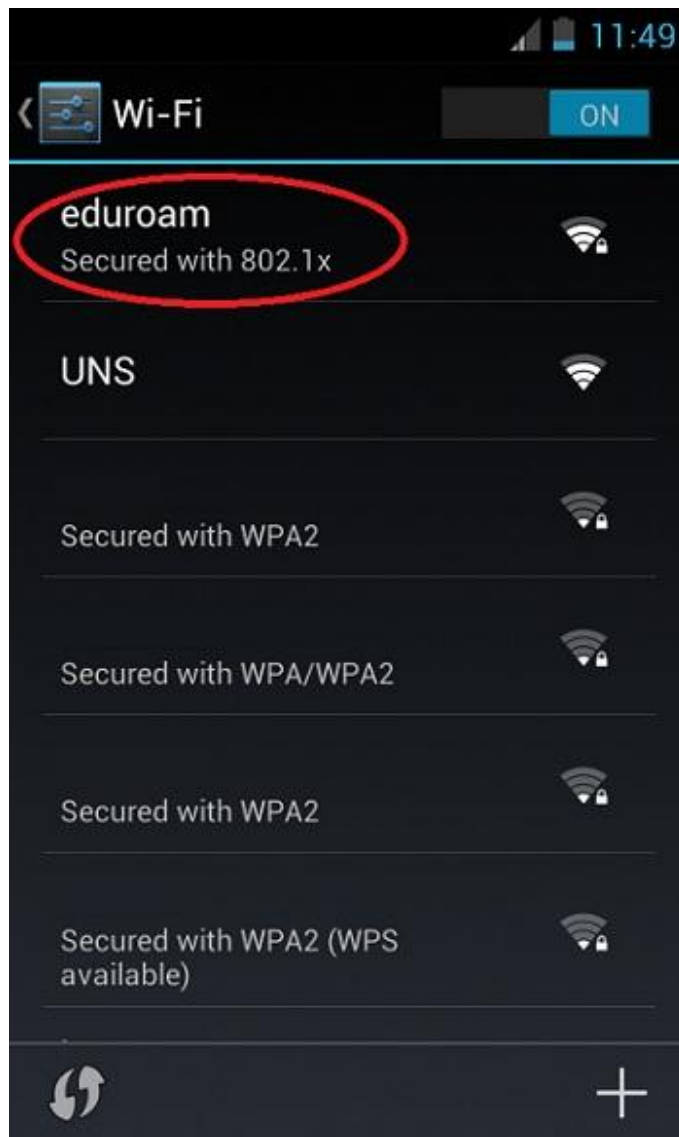 11:49
Wi-Fi
ON
eduroam
Secured with 802.1x
UNS
Secured with WPA2
Secured with WPA/WPA2
Secured with WPA2
Secured with WPA2 (WPS
available)